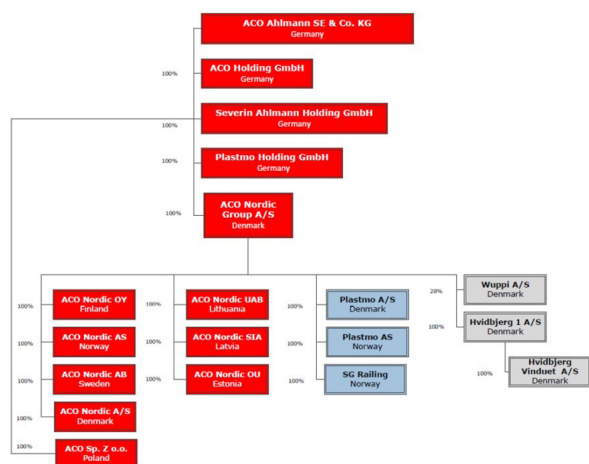 ACO Ahlmann SE & Co. KG
Germany
100%
ACO Holding GmbH
Germany
100%
Severin Ahlmann Holding GmbH
Germany
100%
Plastmo Holding GmbH
Germany
100%
ACO Nordic
Group A/S
Denmark
100%
ACO Nordic OY
Finland
100%
ACO Nordic UAB
Lithuania
100%
Plastmo A/S
Denmark
28%
Wuppi A/S
Denmark
100%
ACO Nordic AS
Norway
100%
ACO Nordic SIA
Latvia
100%
Plastmo AS
Norway
100%
Hvidbjerg 1 A/S
Denmark
100%
ACO Nordic AB
Sweden
100%
ACO Nordic OU
Estonia
100%
SG Railing
Norway
100%
Hvidbjerg
Vinduet A/S
Denmark
100%
ACO Nordic A/S
Denmark
100%
ACO Sp. Z o.o.
Poland